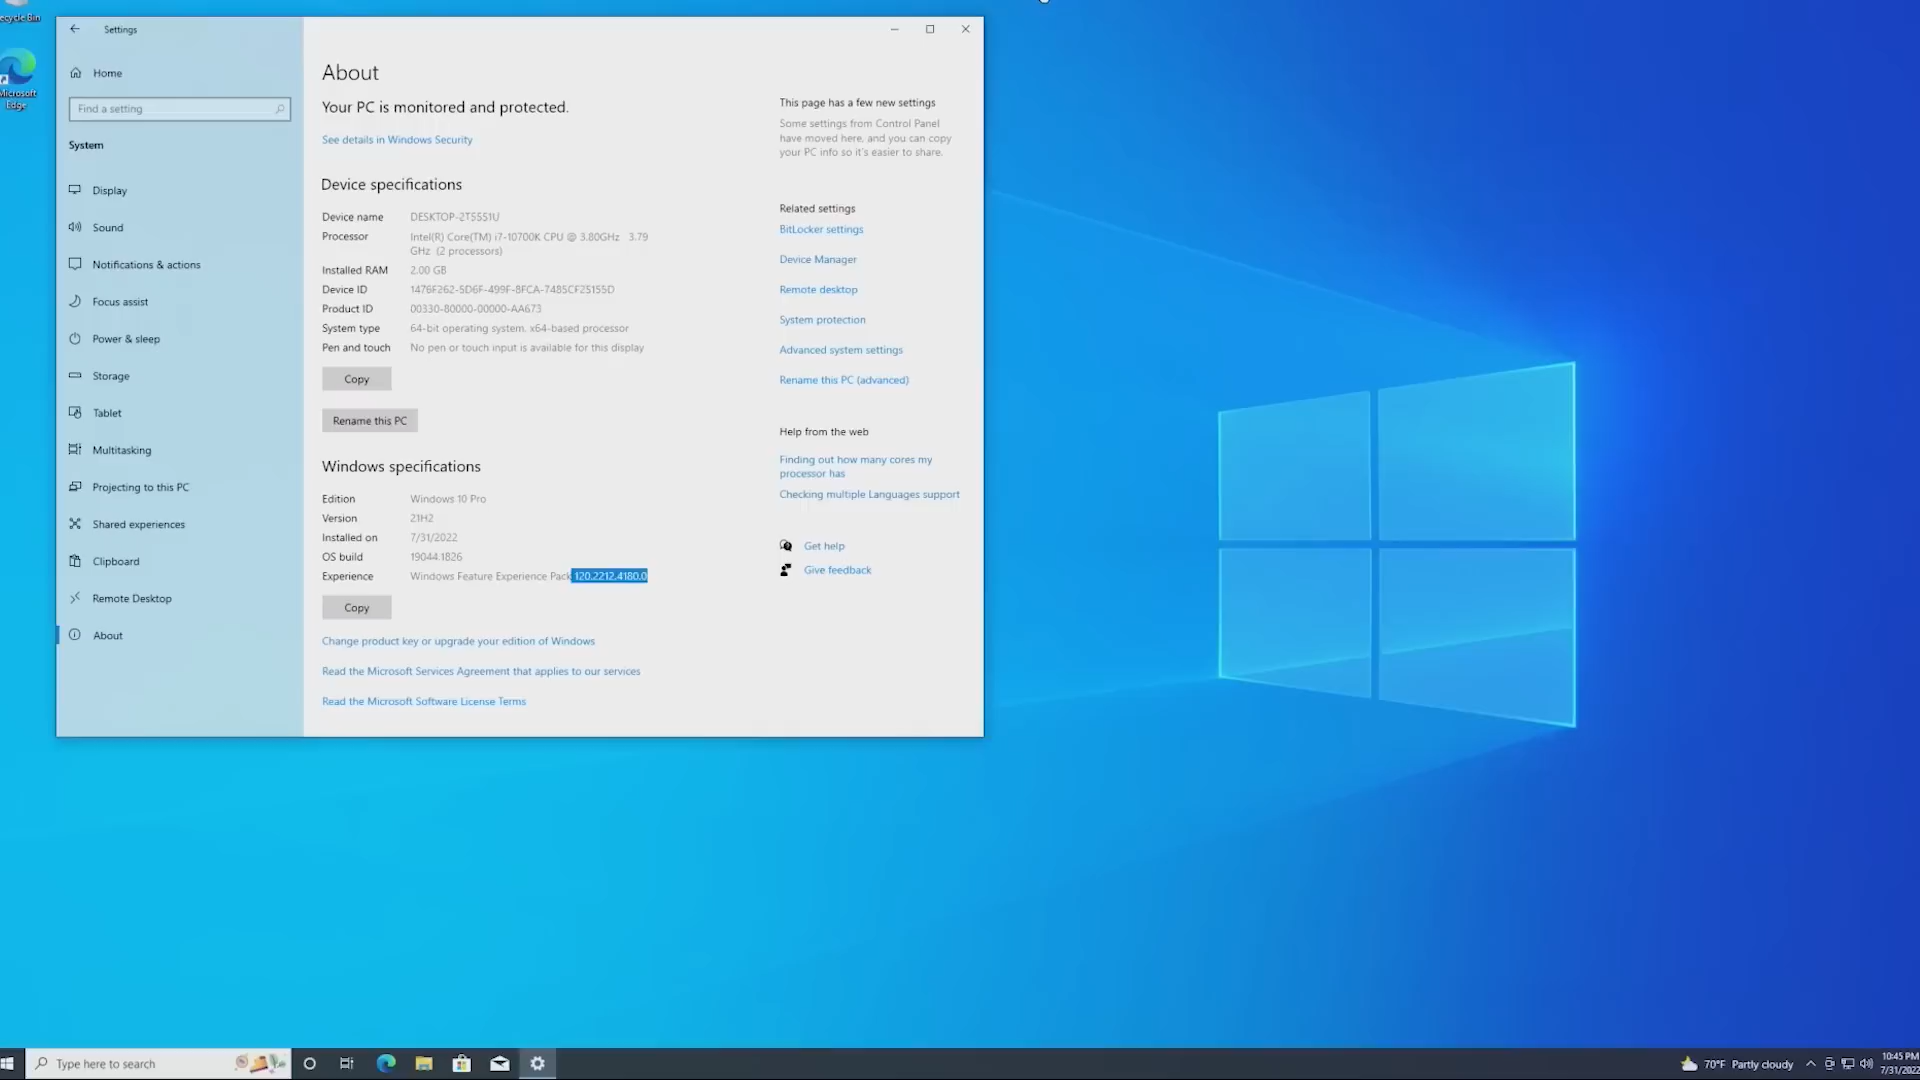 ecycle Bin
Microsoft
Edge
Settings
Home
Find a setting
System
Display
Sound
Notifications & actions
Focus assist
Power & sleep
Storage
Tablet
Multitasking
Projecting to this PC
Shared experiences
Clipboard
Remote Desktop
About
About
Your PC is monitored and protected.
See details in Windows Security
Device specifications
Device name DESKTOP-2T5551U
Processor Intel(R) Core(TM) i7-10700K CPU @ 3.80GHz 3.79
GHz (2 processors)
Installed RAM 2.00 GB
Device ID 1476F262-5D6F-499F-8FCA-7485CF25155D
Product ID 00330-80000-00000-AA673
System type 64-bit operating system, x64-based processor
Pen and touch No pen or touch input is available for this display
Copy
Rename this PC
Windows specifications
Edition Windows 10 Pro
Version 21H2
Installed on 7/31/2022
OS build 19044.1826
Experience Windows Feature Experience Pack 120.2212.4180.0
Copy
Change product key or upgrade your edition of Windows
Read the Microsoft Services Agreement that applies to our services
Read the Microsoft Software License Terms
This page has a few new settings
Some settings from Control Panel
have moved here, and you can copy
your PC info so it's easier to share.
Related settings
BitLocker settings
Device Manager
Remote desktop
System protection
Advanced system settings
Rename this PC (advanced)
Help from the web
Finding out how many cores my
processor has
Checking multiple Languages support
Get help
Give feedback
Type here to search
70°F Partly cloudy
10:45 PM
7/31/2022